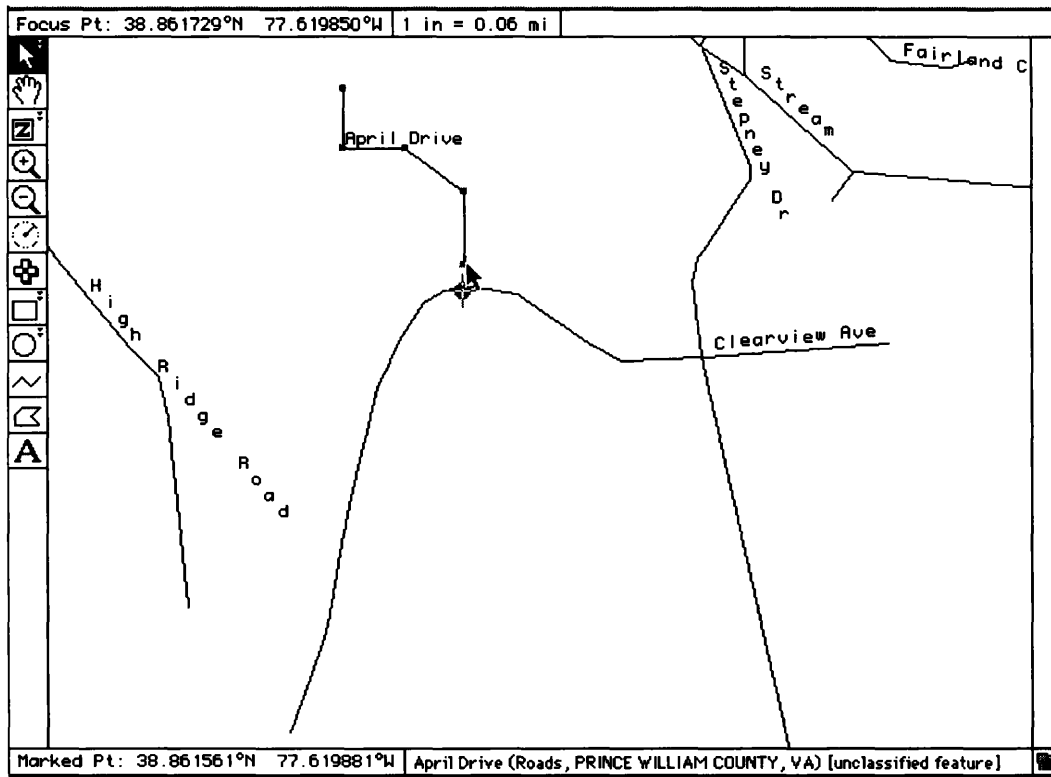 Focus Pt: 38.861729°N 77.619850°W 1 in = 0.06 mi
Fairland C
Stream
Stepney Dr
April Drive
High Ridge Road
Clearview Ave
Z
A
Marked Pt: 38.861561°N 77.619881°W April Drive (Roads, PRINCE WILLIAM COUNTY, VA) [unclassified feature]